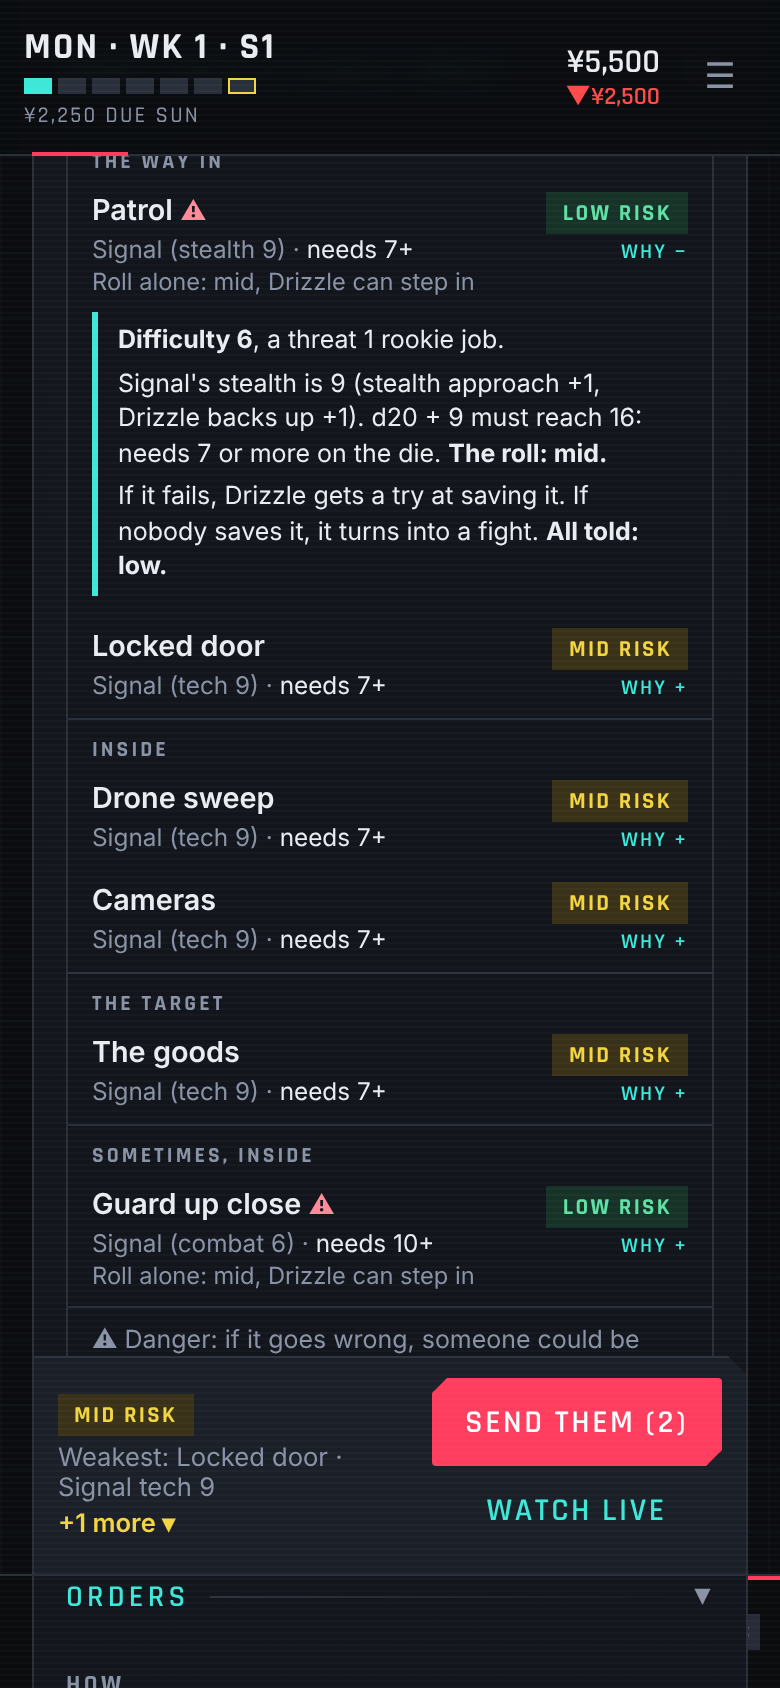 MON · WK 1 · S1
¥2,250 DUE SUN
¥5,500
▼¥2,500
☰
THE WAY IN
Patrol ⚠
LOW RISK
Signal (stealth 9) · needs 7+
WHY −
Roll alone: mid, Drizzle can step in
Difficulty 6, a threat 1 rookie job.
Signal's stealth is 9 (stealth approach +1,
Drizzle backs up +1). d20 + 9 must reach 16:
needs 7 or more on the die. The roll: mid.
If it fails, Drizzle gets a try at saving it. If
nobody saves it, it turns into a fight. All told:
low.
Locked door
MID RISK
Signal (tech 9) · needs 7+
WHY +
INSIDE
Drone sweep
MID RISK
Signal (tech 9) · needs 7+
WHY +
Cameras
MID RISK
Signal (tech 9) · needs 7+
WHY +
THE TARGET
The goods
MID RISK
Signal (tech 9) · needs 7+
WHY +
SOMETIMES, INSIDE
Guard up close ⚠
LOW RISK
Signal (combat 6) · needs 10+
WHY +
Roll alone: mid, Drizzle can step in
⚠ Danger: if it goes wrong, someone could be
MID RISK
Weakest: Locked door ·
Signal tech 9
+1 more ▾
SEND THEM (2)
WATCH LIVE
ORDERS
▼
HOW